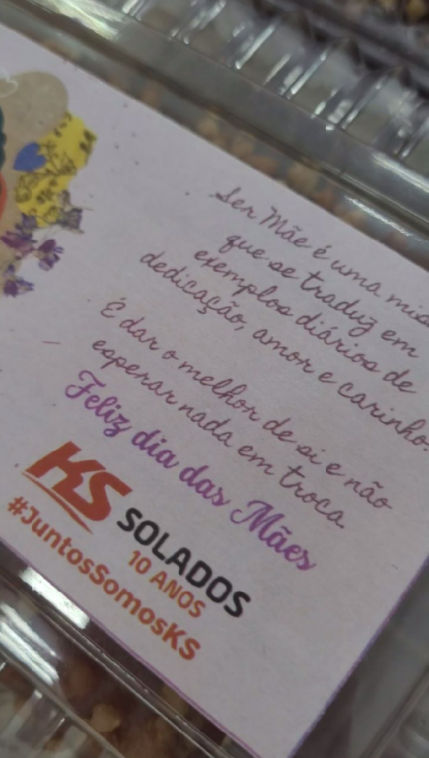 Ser Mãe é uma
que se traduz em
exemplos diários de
dedicação, amor e carinho.
É dar o melhor de si e não
esperar nada em troca.
Feliz dia das Mães
KS SOLADOS
10 ANOS
#JuntosSomosKS